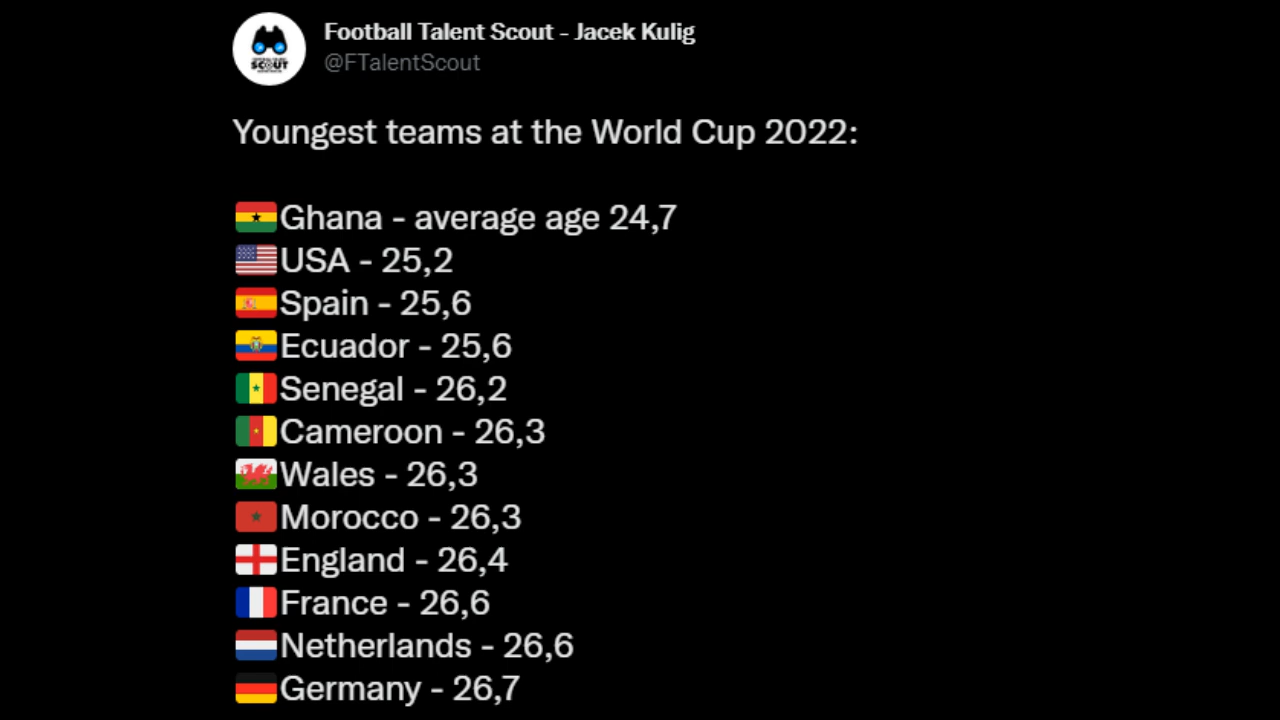 Football Talent Scout - Jacek Kulig
@FTalentScout
Youngest teams at the World Cup 2022:
Ghana - average age 24,7
USA - 25,2
Spain - 25,6
Ecuador - 25,6
Senegal - 26,2
Cameroon - 26,3
Wales - 26,3
Morocco - 26,3
England - 26,4
France - 26,6
Netherlands - 26,6
Germany - 26,7